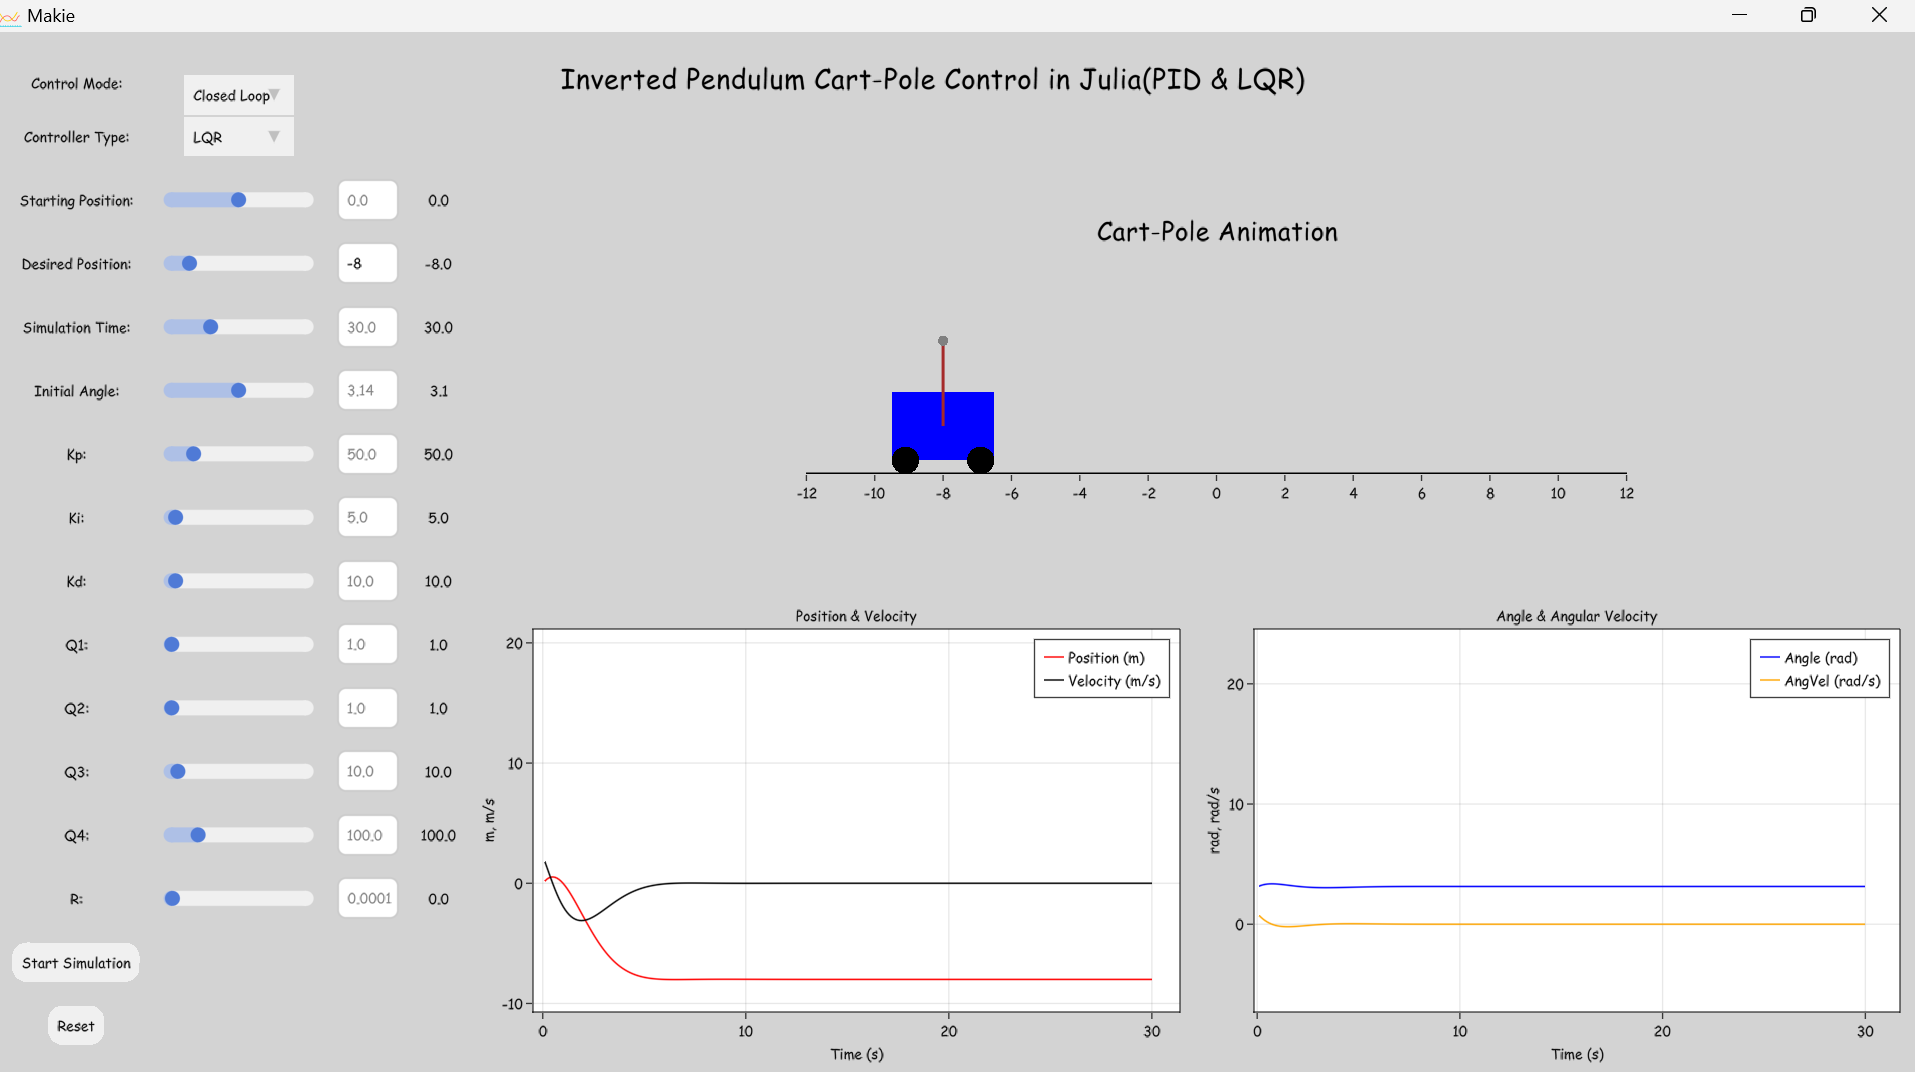 Makie
Inverted Pendulum Cart-Pole Control in Julia(PID & LQR)
Control Mode: Closed Loop
Controller Type: LQR
Starting Position: 0.0 0.0
Desired Position: -8 -8.0
Simulation Time: 30.0 30.0
Initial Angle: 3.14 3.1
Kp: 50.0 50.0
Ki: 5.0 5.0
Kd: 10.0 10.0
Q1: 1.0 1.0
Q2: 1.0 1.0
Q3: 10.0 10.0
Q4: 100.0 100.0
R: 0.0001 0.0
Start Simulation
Reset
Cart-Pole Animation
-12 -10 -8 -6 -4 -2 0 2 4 6 8 10 12
Position & Velocity
Position (m)
Velocity (m/s)
m, m/s
20
10
0
-10
0 10 20 30
Time (s)
Angle & Angular Velocity
Angle (rad)
AngVel (rad/s)
rad, rad/s
20
10
0
0 10 20 30
Time (s)